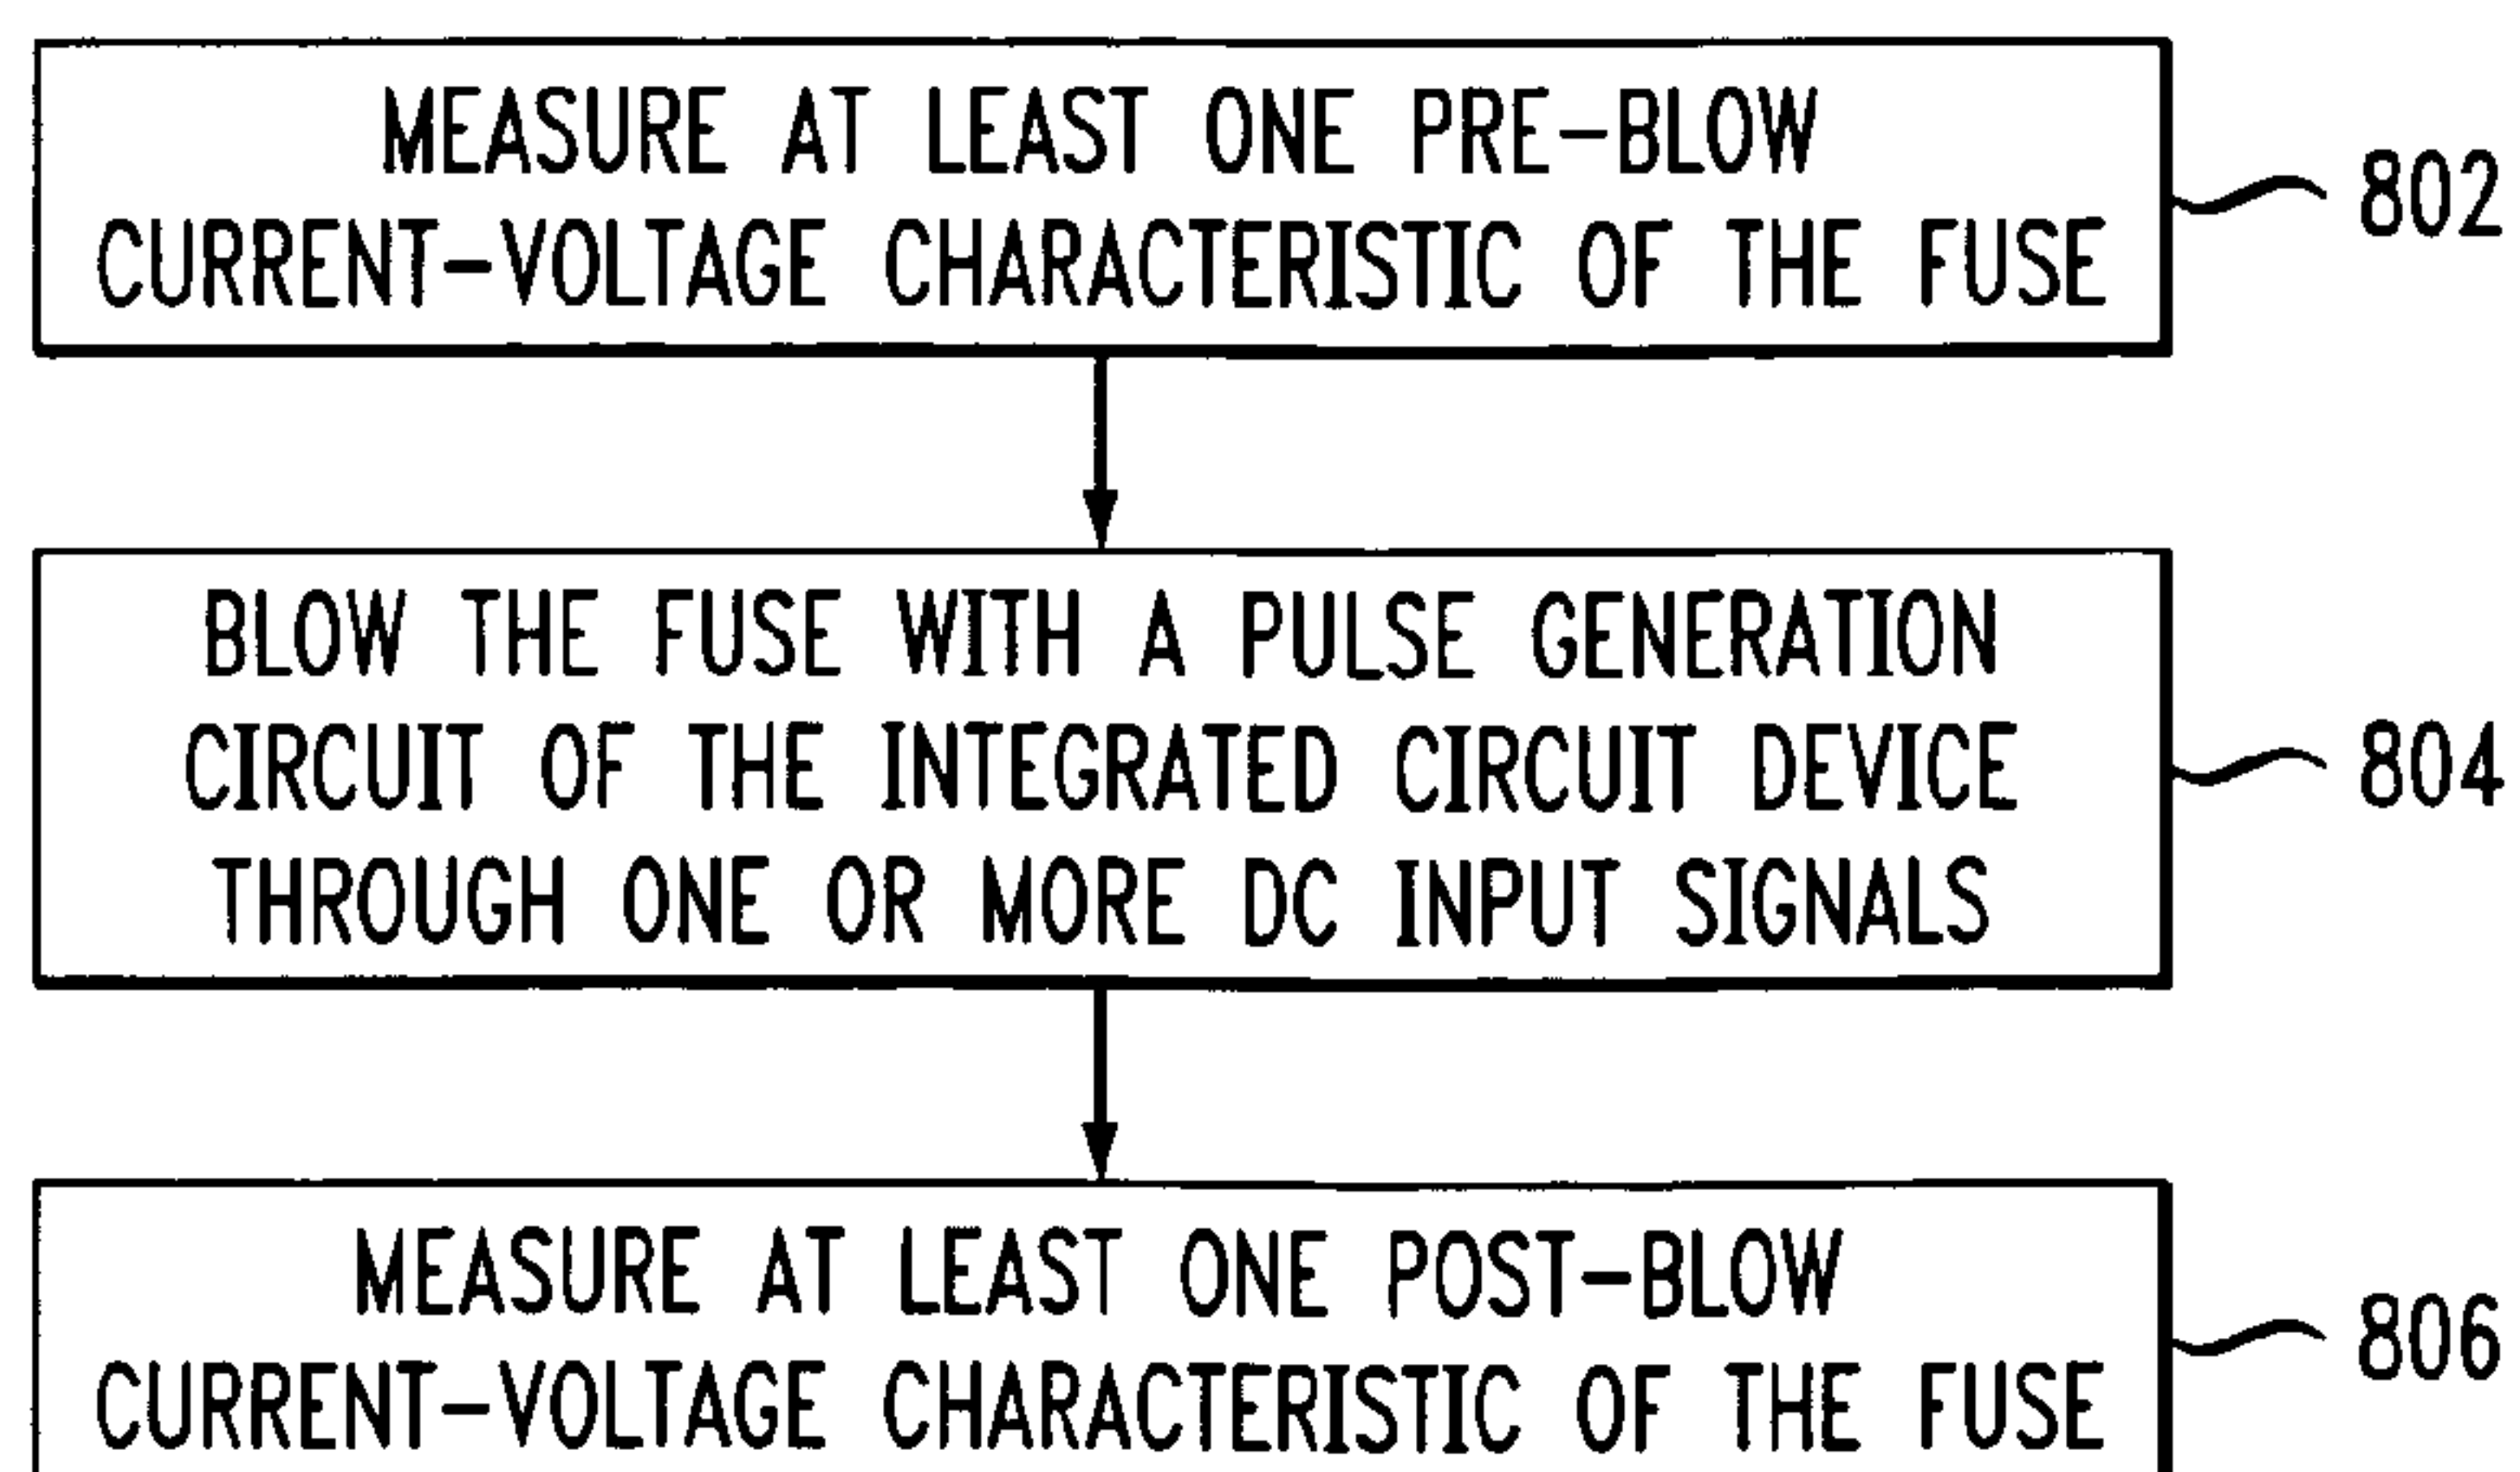 MEASURE AT LEAST ONE PRE-BLOW
CURRENT-VOLTAGE CHARACTERISTIC OF THE FUSE
802
BLOW THE FUSE WITH A PULSE GENERATION
CIRCUIT OF THE INTEGRATED CIRCUIT DEVICE
THROUGH ONE OR MORE DC INPUT SIGNALS
804
MEASURE AT LEAST ONE POST-BLOW
CURRENT-VOLTAGE CHARACTERISTIC OF THE FUSE
806